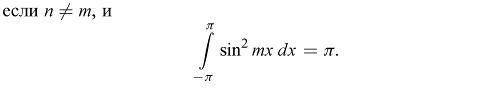 если n ≠ m, и
∫_{−π}^{π} sin² mx dx = π.